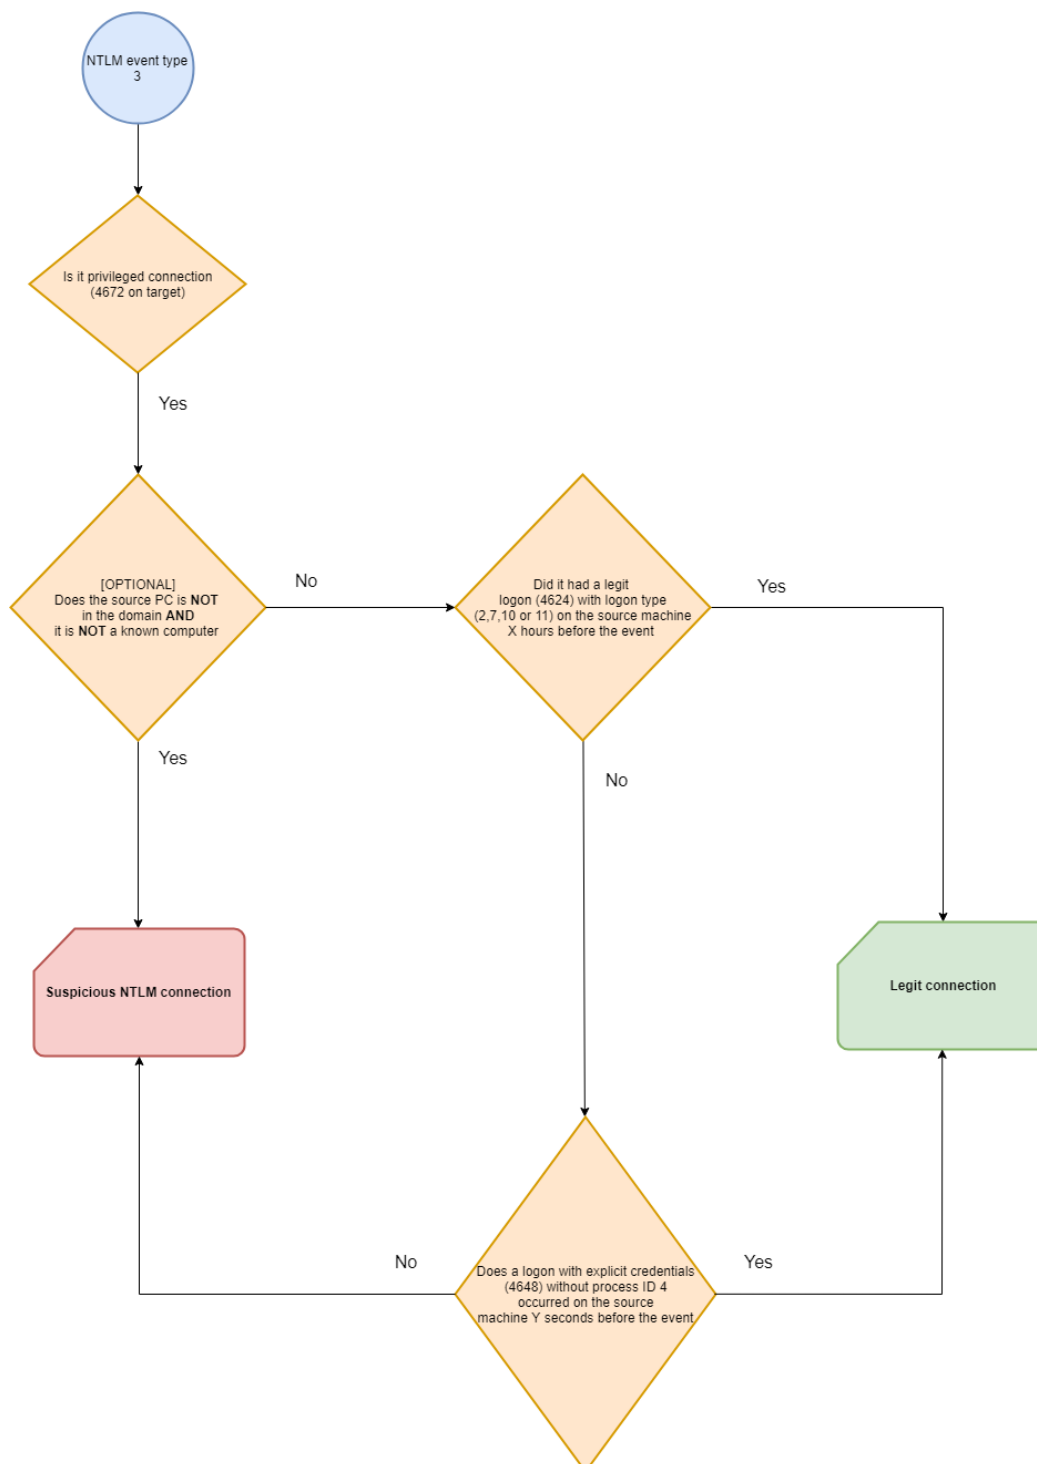 NTLM event type
3
Is it privileged connection
(4672 on target)
Yes
[OPTIONAL]
Does the source PC is NOT
in the domain AND
it is NOT a known computer
No
Did it had a legit
logon (4624) with logon type
(2,7,10 or 11) on the source machine
X hours before the event
Yes
Yes
No
Suspicious NTLM connection
Legit connection
No
Does a logon with explicit credentials
(4648) without process ID 4
occurred on the source
machine Y seconds before the event
Yes